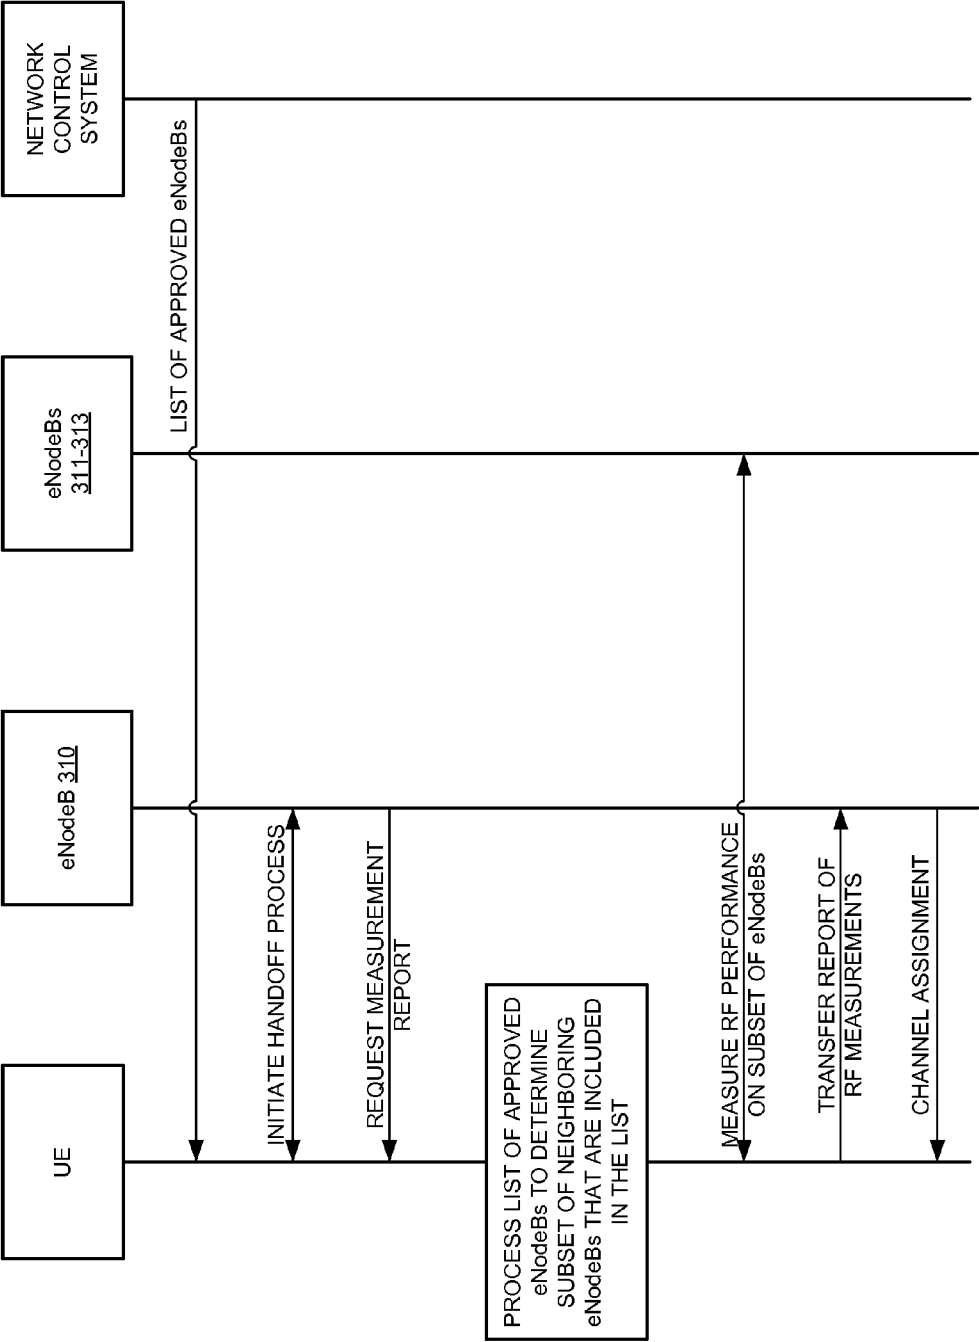 UE
eNodeB 310
eNodeBs
311-313
NETWORK
CONTROL
SYSTEM
LIST OF APPROVED eNodeBs
INITIATE HANDOFF PROCESS
REQUEST MEASUREMENT
REPORT
PROCESS LIST OF APPROVED
eNodeBs TO DETERMINE
SUBSET OF NEIGHBORING
eNodeBs THAT ARE INCLUDED
IN THE LIST
MEASURE RF PERFORMANCE
ON SUBSET OF eNodeBs
TRANSFER REPORT OF
RF MEASUREMENTS
CHANNEL ASSIGNMENT